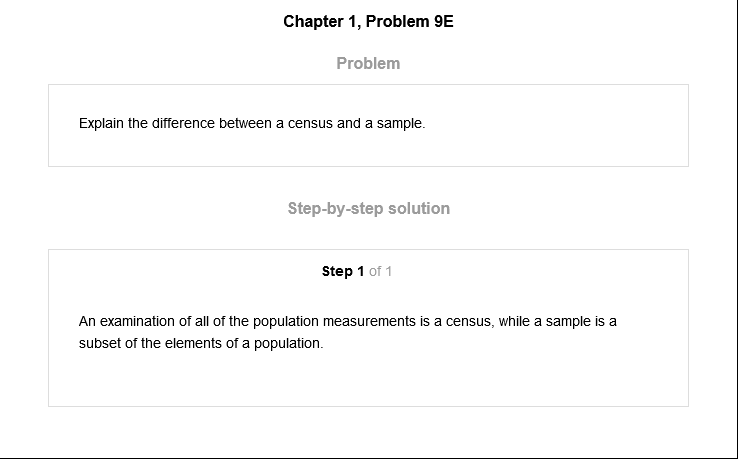 Chapter 1, Problem 9E
Problem
Explain the difference between a census and a sample.
Step-by-step solution
Step 1 of 1
An examination of all of the population measurements is a census, while a sample is a
subset of the elements of a population.